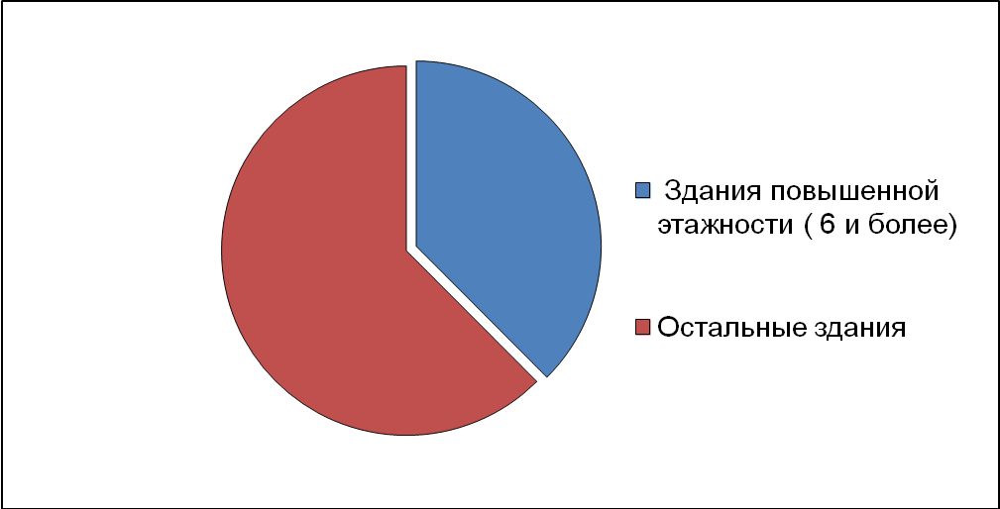 Здания повышенной
этажности ( 6 и более)
Остальные здания